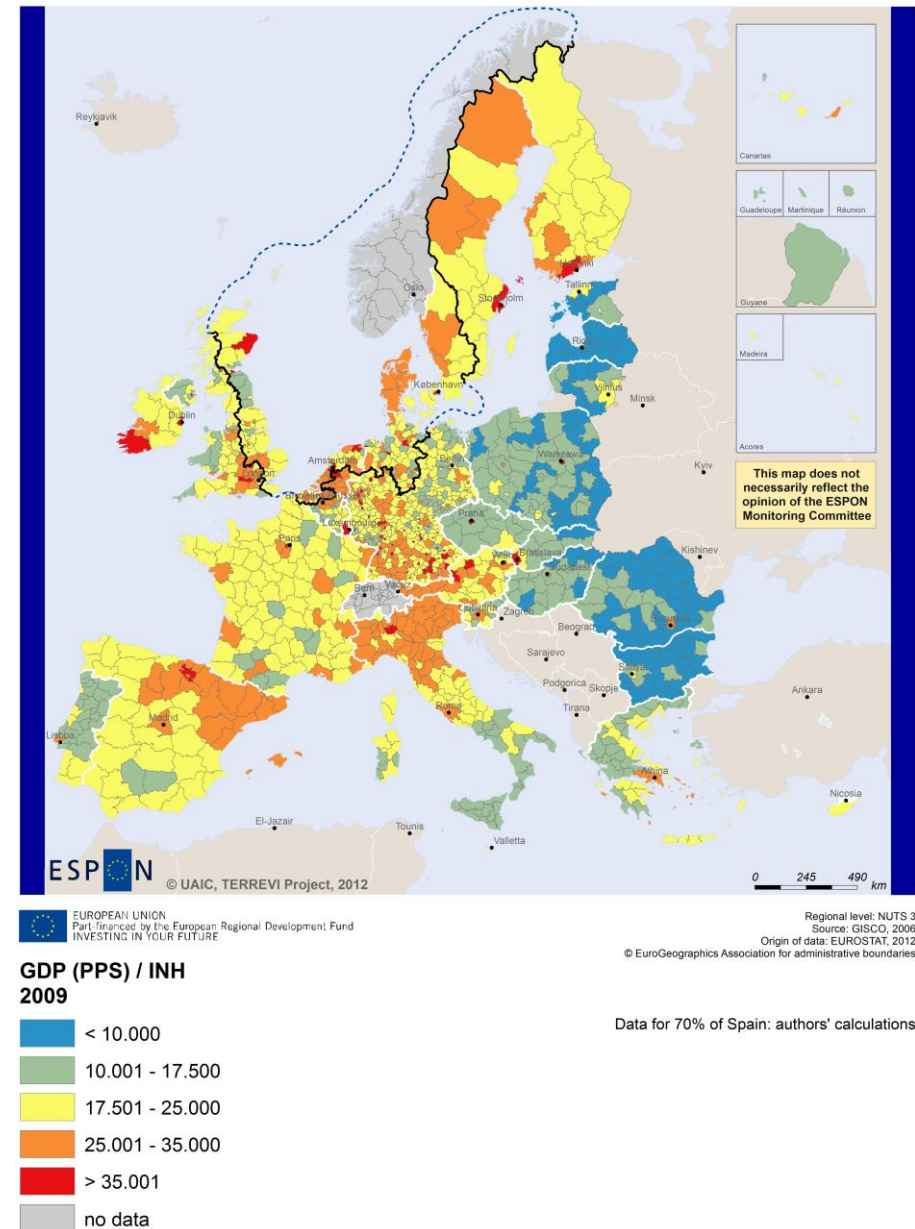 Reykjavik
Oslo
Helsinki
Tallinn
Stockholm
Riga
København
Vilnius
Minsk
Dublin
Amsterdam
Berlin
Warszawa
London
Kyiv
Luxembourg
Praha
Paris
Wien
Bratislava
Budapest
Kishinev
Bern
Vaduz
Ljubljana
Zagreb
Beograd
Sarajevo
Sofiya
Podgorica
Skopje
Tirana
Ankara
Roma
Madrid
Lisboa
Athina
Nicosia
El-Jazair
Tounis
Valletta
Canarias
Guadeloupe
Martinique
Réunion
Guyane
Madeira
Acores
This map does not
necessarily reflect the
opinion of the ESPON
Monitoring Committee
ESPON
© UAIC, TERREVI Project, 2012
0 245 490
km
EUROPEAN UNION
Part-financed by the European Regional Development Fund
INVESTING IN YOUR FUTURE
Regional level: NUTS 3
Source: GISCO, 2006
Origin of data: EUROSTAT, 2012
© EuroGeographics Association for administrative boundaries
GDP (PPS) / INH
2009
Data for 70% of Spain: authors' calculations
< 10.000
10.001 - 17.500
17.501 - 25.000
25.001 - 35.000
> 35.001
no data